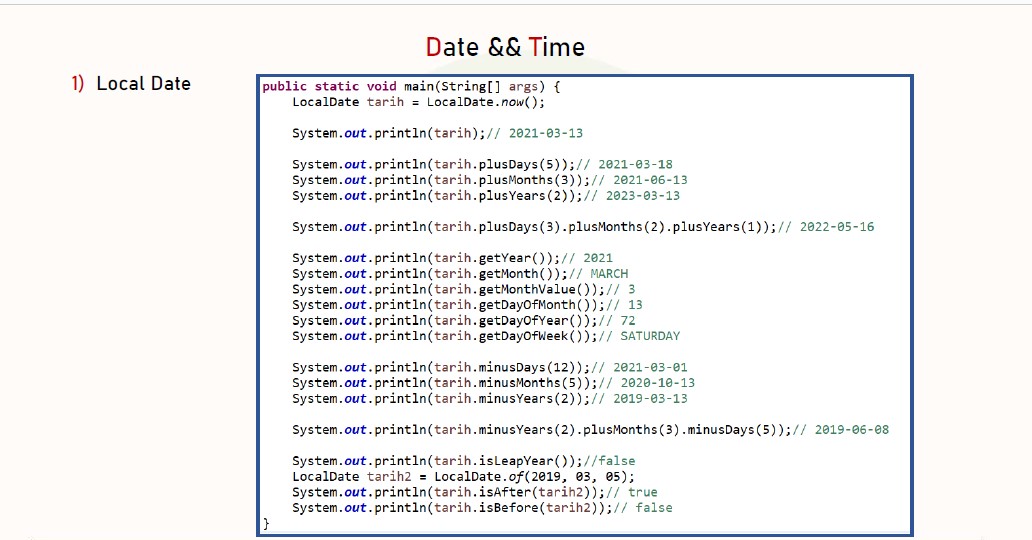 Date && Time
1) Local Date
public static void main(String[] args) {
LocalDate tarih = LocalDate.now();
System.out.println(tarih);// 2021-03-13
System.out.println(tarih.plusDays(5));// 2021-03-18
System.out.println(tarih.plusMonths(3));// 2021-06-13
System.out.println(tarih.plusYears(2));// 2023-03-13
System.out.println(tarih.plusDays(3).plusMonths(2).plusYears(1));// 2022-05-16
System.out.println(tarih.getYear());// 2021
System.out.println(tarih.getMonth());// MARCH
System.out.println(tarih.getMonthValue());// 3
System.out.println(tarih.getDayOfMonth());// 13
System.out.println(tarih.getDayOfYear());// 72
System.out.println(tarih.getDayOfWeek());// SATURDAY
System.out.println(tarih.minusDays(12));// 2021-03-01
System.out.println(tarih.minusMonths(5));// 2020-10-13
System.out.println(tarih.minusYears(2));// 2019-03-13
System.out.println(tarih.minusYears(2).plusMonths(3).minusDays(5));// 2019-06-08
System.out.println(tarih.isLeapYear());//false
LocalDate tarih2 = LocalDate.of(2019, 03, 05);
System.out.println(tarih.isAfter(tarih2));// true
System.out.println(tarih.isBefore(tarih2));// false
}